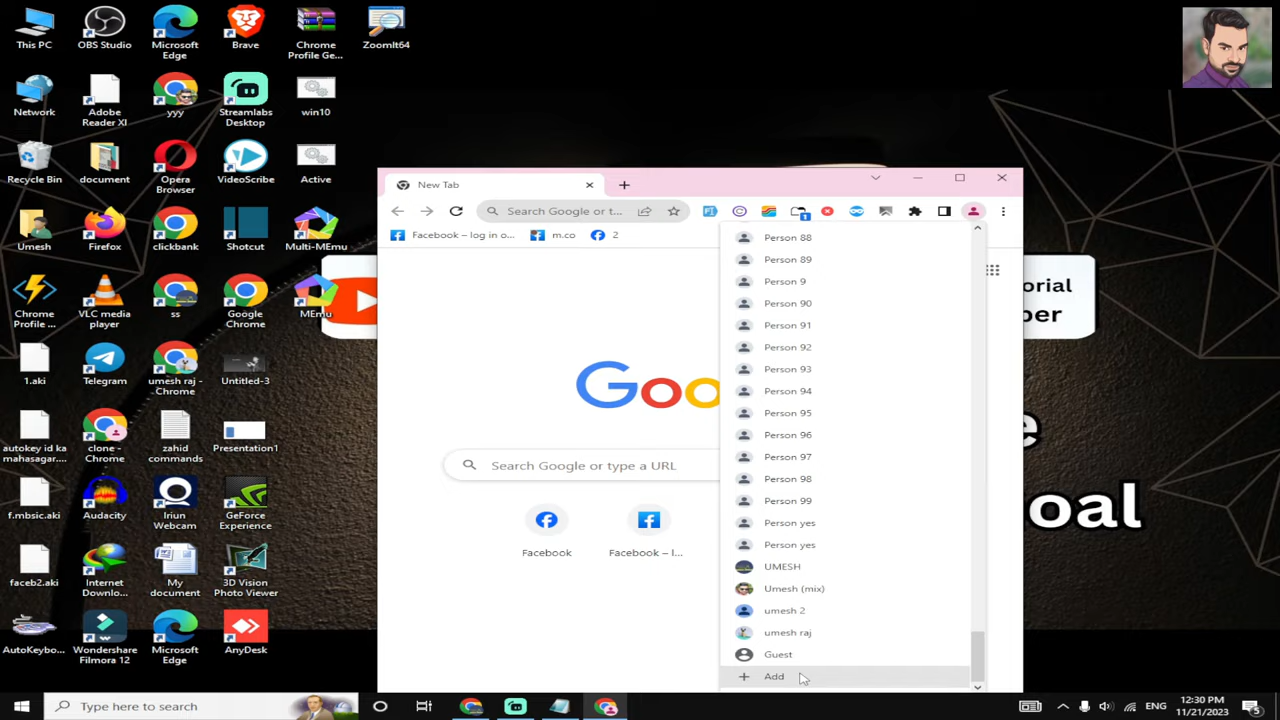 This PC
OBS Studio
Microsoft
Edge
Brave
Chrome
Profile Ge...
ZoomIt64
Network
Adobe
Reader XI
yyy
Streamlabs
Desktop
win10
Recycle Bin
document
Opera
Browser
VideoScribe
Active
Umesh
Firefox
clickbank
Shotcut
Multi-MEmu
Chrome
Profile ...
VLC media
player
ss
Google
Chrome
MEmu
1.aki
Telegram
umesh raj -
Chrome
Untitled-3
autokey id ka
mahasagar....
clone -
Chrome
zahid
commands
Presentation1
f.mbsic.aki
Audacity
Iriun
Webcam
GeForce
Experience
faceb2.aki
Internet
Downlo...
My
document
3D Vision
Photo Viewer
AutoKeybo...
Wondershare
Filmora 12
Microsoft
Edge
AnyDesk
New Tab
Search Google or t...
1
Facebook – log in o...
m.co
2
Goo
Search Google or type a URL
Facebook
Facebook – l...
Person 88
Person 89
Person 9
Person 90
Person 91
Person 92
Person 93
Person 94
Person 95
Person 96
Person 97
Person 98
Person 99
Person yes
Person yes
UMESH
Umesh (mix)
umesh 2
umesh raj
Guest
Add
orial
per
e
oal
Type here to search
ENG
12:30 PM
11/21/2023
5